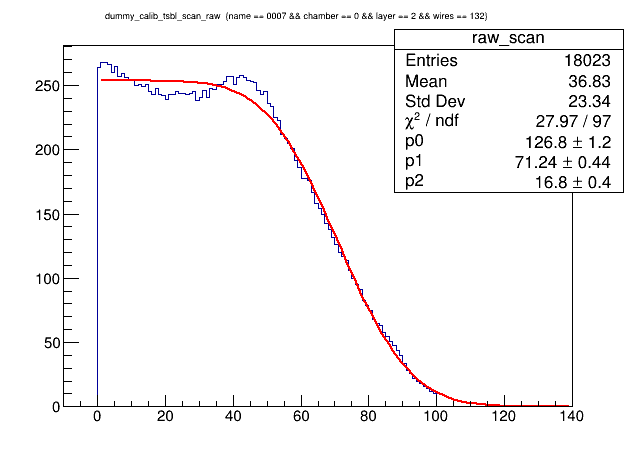 dummy_calib_tsbl_scan_raw  (name == 0007 && chamber == 0 && layer == 2 && wires == 132)
raw_scan
Entries 18023
Mean 36.83
Std Dev 23.34
χ² / ndf 27.97 / 97
p0 126.8 ± 1.2
p1 71.24 ± 0.44
p2 16.8 ± 0.4
250
200
150
100
50
0
0 20 40 60 80 100 120 140